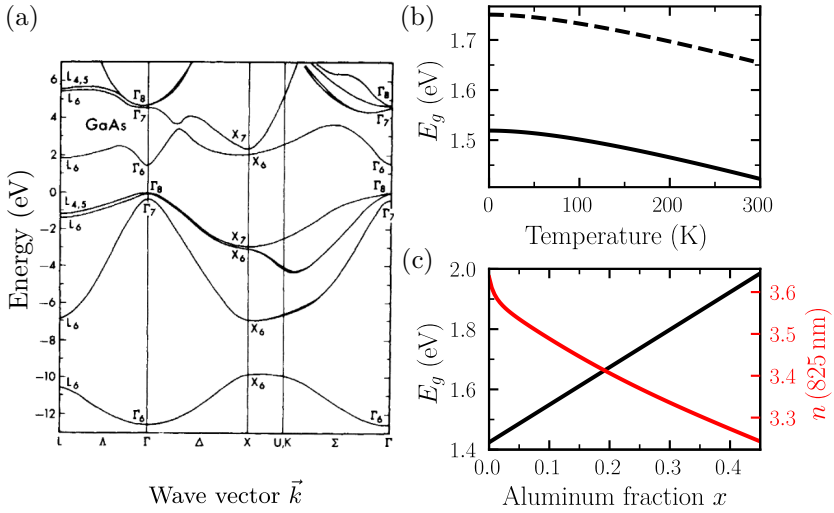 (a)
Energy (eV)
6
4
2
0
−2
−4
−6
−8
−10
−12
L4,5
L6
GaAs
L6
L4,5
L6
L6
L6
Γ8
Γ7
Γ6
Γ8
Γ7
Γ6
X7
X6
X7
X6
X6
X6
Γ8
Γ7
Γ6
Γ8
Γ7
Γ6
L Λ Γ Δ X U,K Σ Γ
Wave vector k⃗
(b)
Eg (eV)
1.7
1.6
1.5
0 100 200 300
Temperature (K)
(c)
Eg (eV)
2.0
1.8
1.6
1.4
0.0 0.1 0.2 0.3 0.4
Aluminum fraction x
3.6
3.5
3.4
3.3
n (825 nm)